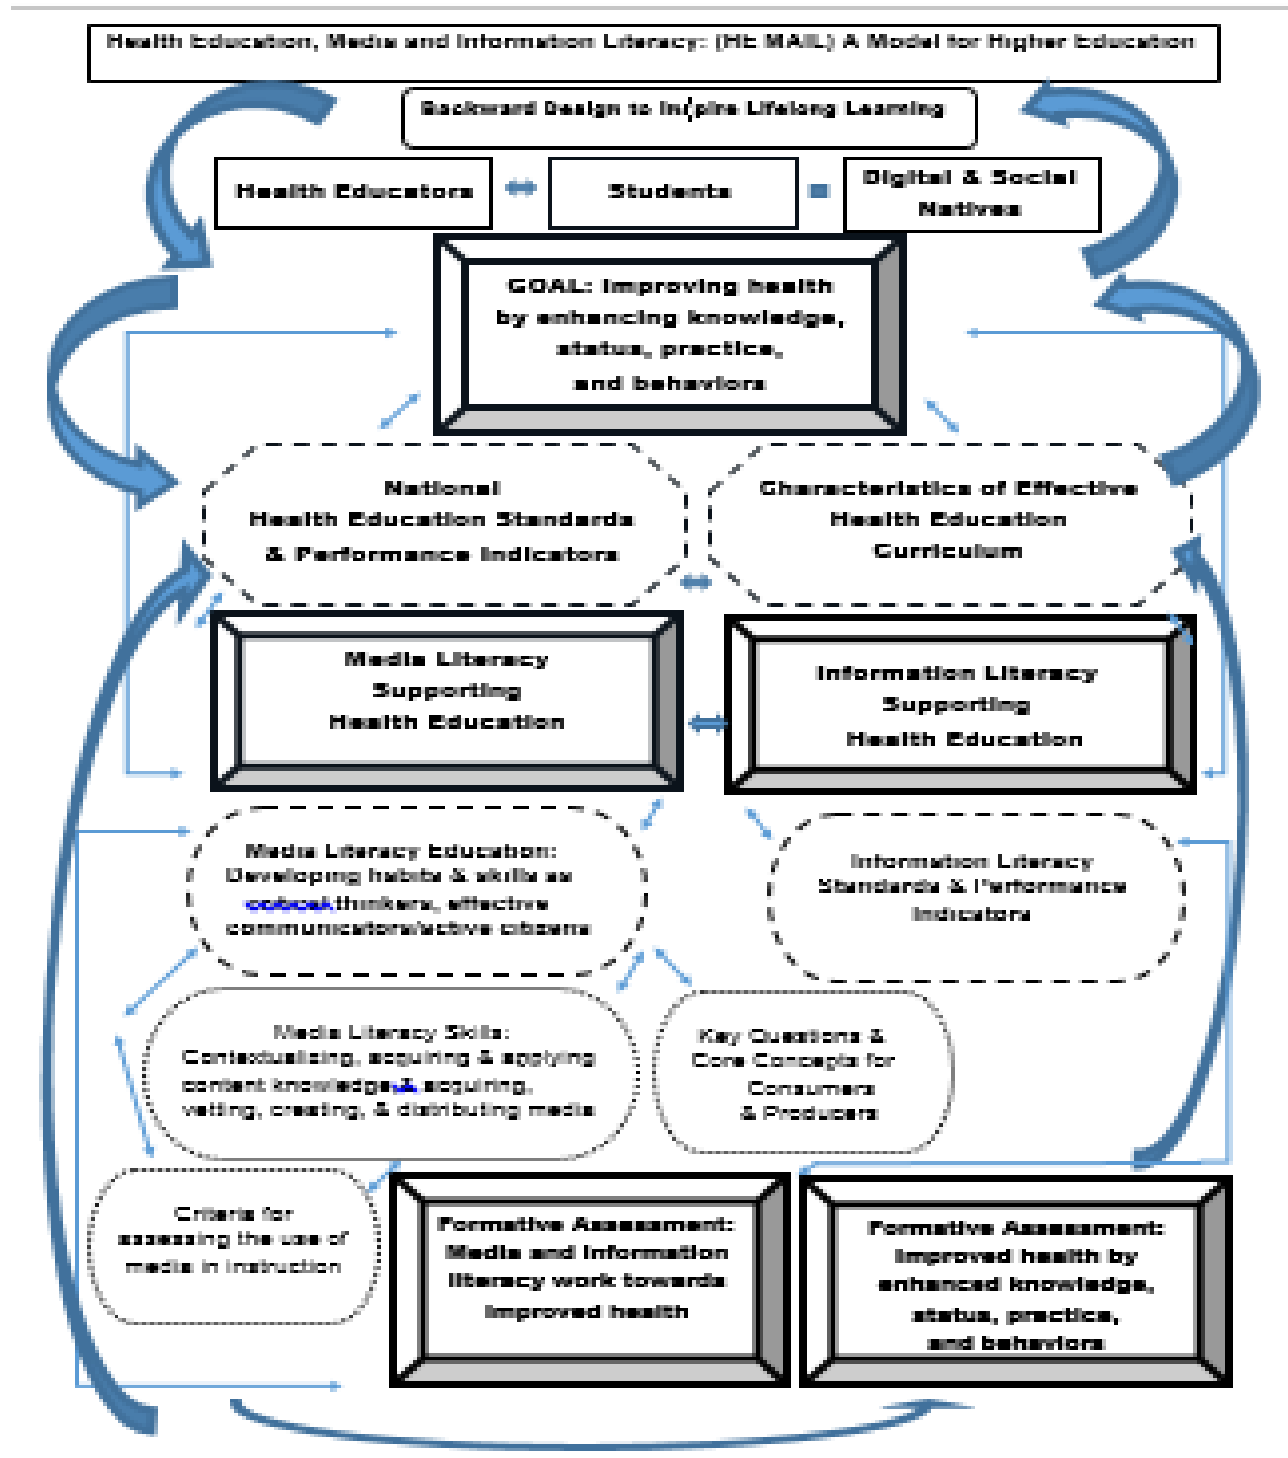 Health Education, Media and Information Literacy: (HE MAIL) A Model for Higher Education
Backward Design to Inspire Lifelong Learning
Health Educators
Students
Digital & Social
Natives
GOAL: Improving health
by enhancing knowledge,
status, practice,
and behaviors
National
Health Education Standards
& Performance Indicators
Characteristics of Effective
Health Education
Curriculum
Media Literacy
Supporting
Health Education
Information Literacy
Supporting
Health Education
Media Literacy Education:
Developing habits & skills as
thinkers, effective
communicators/active citizens
Information Literacy
Standards & Performance
Indicators
Media Literacy Skills:
Contextualizing, acquiring & applying
content knowledge & acquiring,
vetting, creating, & distributing media
Key Questions &
Core Concepts for
Consumers
& Producers
Criteria for
assessing the use of
media in instruction
Formative Assessment:
Media and Information
literacy work towards
improved health
Formative Assessment:
Improved health by
enhanced knowledge,
status, practice,
and behaviors